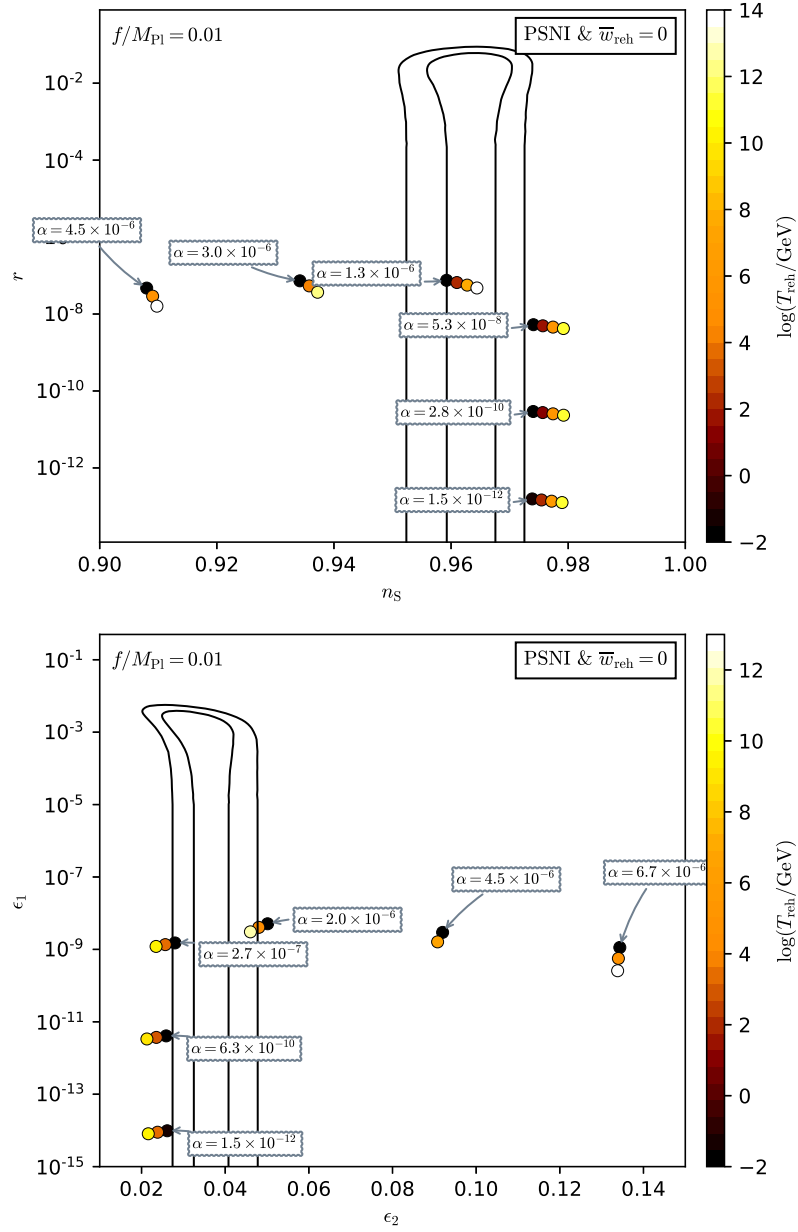 f/M_Pl = 0.01
PSNI & w̅_reh = 0
14
12
10
8
6
4
2
0
−2
log(T_reh/GeV)
10⁻²
10⁻⁴
10⁻⁸
10⁻¹⁰
10⁻¹²
r
α = 4.5 × 10⁻⁶
α = 3.0 × 10⁻⁶
α = 1.3 × 10⁻⁶
α = 5.3 × 10⁻⁸
α = 2.8 × 10⁻¹⁰
α = 1.5 × 10⁻¹²
0.90 0.92 0.94 0.96 0.98 1.00
n_S
f/M_Pl = 0.01
PSNI & w̅_reh = 0
12
10
8
6
4
2
0
−2
log(T_reh/GeV)
10⁻¹
10⁻³
10⁻⁵
10⁻⁷
10⁻⁹
10⁻¹¹
10⁻¹³
10⁻¹⁵
ϵ₁
α = 6.7 × 10⁻⁶
α = 4.5 × 10⁻⁶
α = 2.0 × 10⁻⁶
α = 2.7 × 10⁻⁷
α = 6.3 × 10⁻¹⁰
α = 1.5 × 10⁻¹²
0.02 0.04 0.06 0.08 0.10 0.12 0.14
ϵ₂